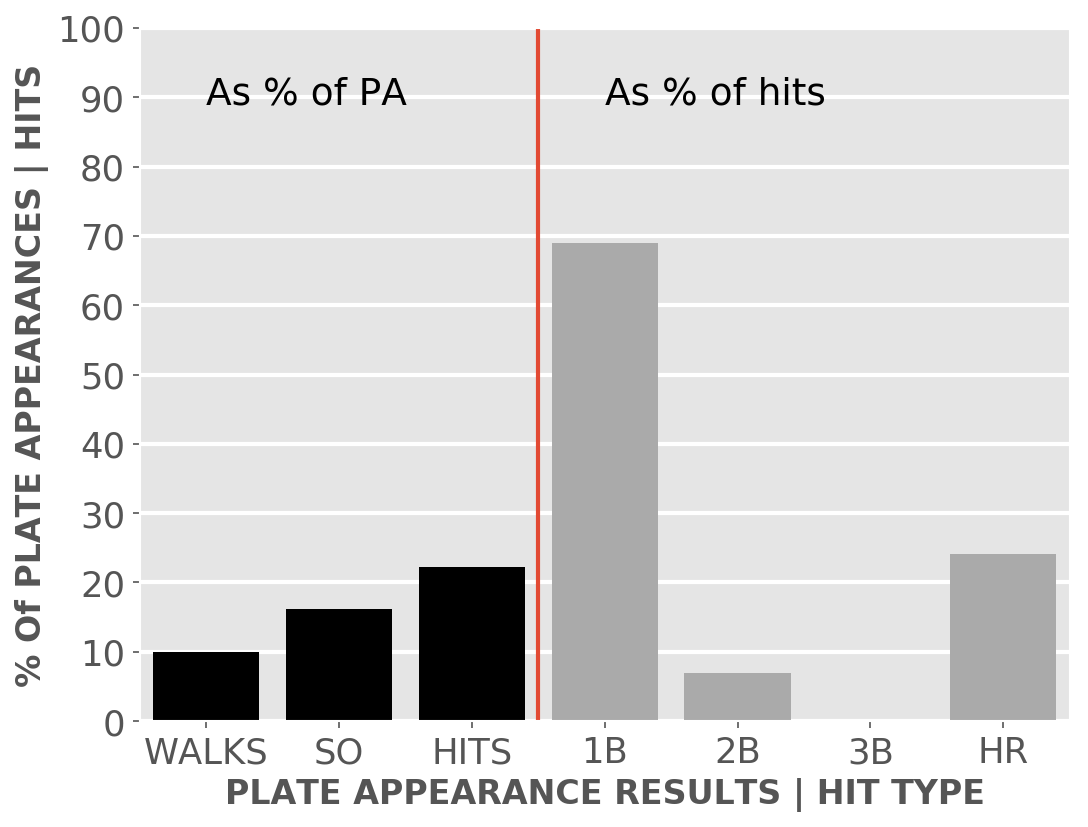 100
90
80
70
60
50
40
30
20
10
0
% Of PLATE APPEARANCES | HITS
As % of PA
As % of hits
WALKS SO HITS 1B 2B 3B HR
PLATE APPEARANCE RESULTS | HIT TYPE